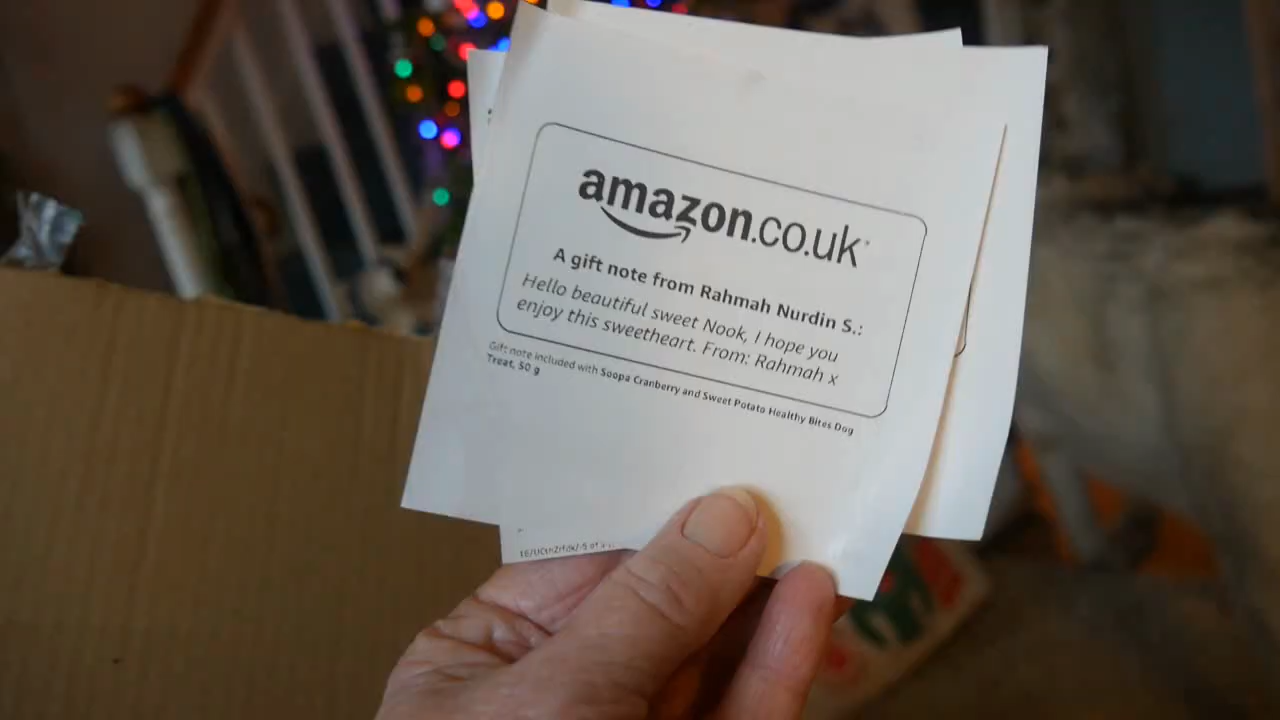 amazon.co.uk
A gift note from Rahmah Nurdin S.:
Hello beautiful sweet Nook, I hope you
enjoy this sweetheart. From: Rahmah x
Gift note included with Soopa Cranberry and Sweet Potato Healthy Bites Dog
Treat, 50 g